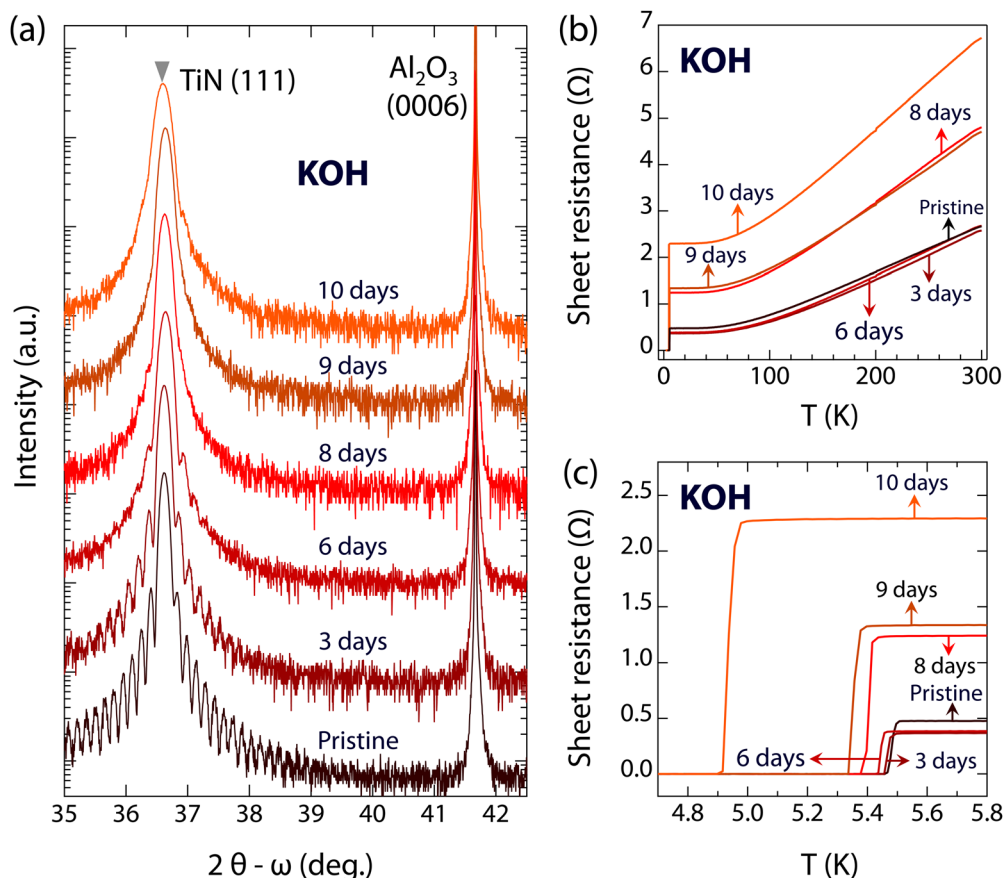 (a)
TiN (111)
Al₂O₃
(0006)
KOH
10 days
9 days
8 days
6 days
3 days
Pristine
Intensity (a.u.)
35 36 37 38 39 40 41 42
2 θ - ω (deg.)
(b)
KOH
7
6
5
4
3
2
1
0
Sheet resistance (Ω)
8 days
10 days
Pristine
9 days
3 days
6 days
0 100 200 300
T (K)
(c)
KOH
2.5
2.0
1.5
1.0
0.5
0.0
Sheet resistance (Ω)
10 days
9 days
8 days
Pristine
6 days
3 days
4.8 5.0 5.2 5.4 5.6 5.8
T (K)